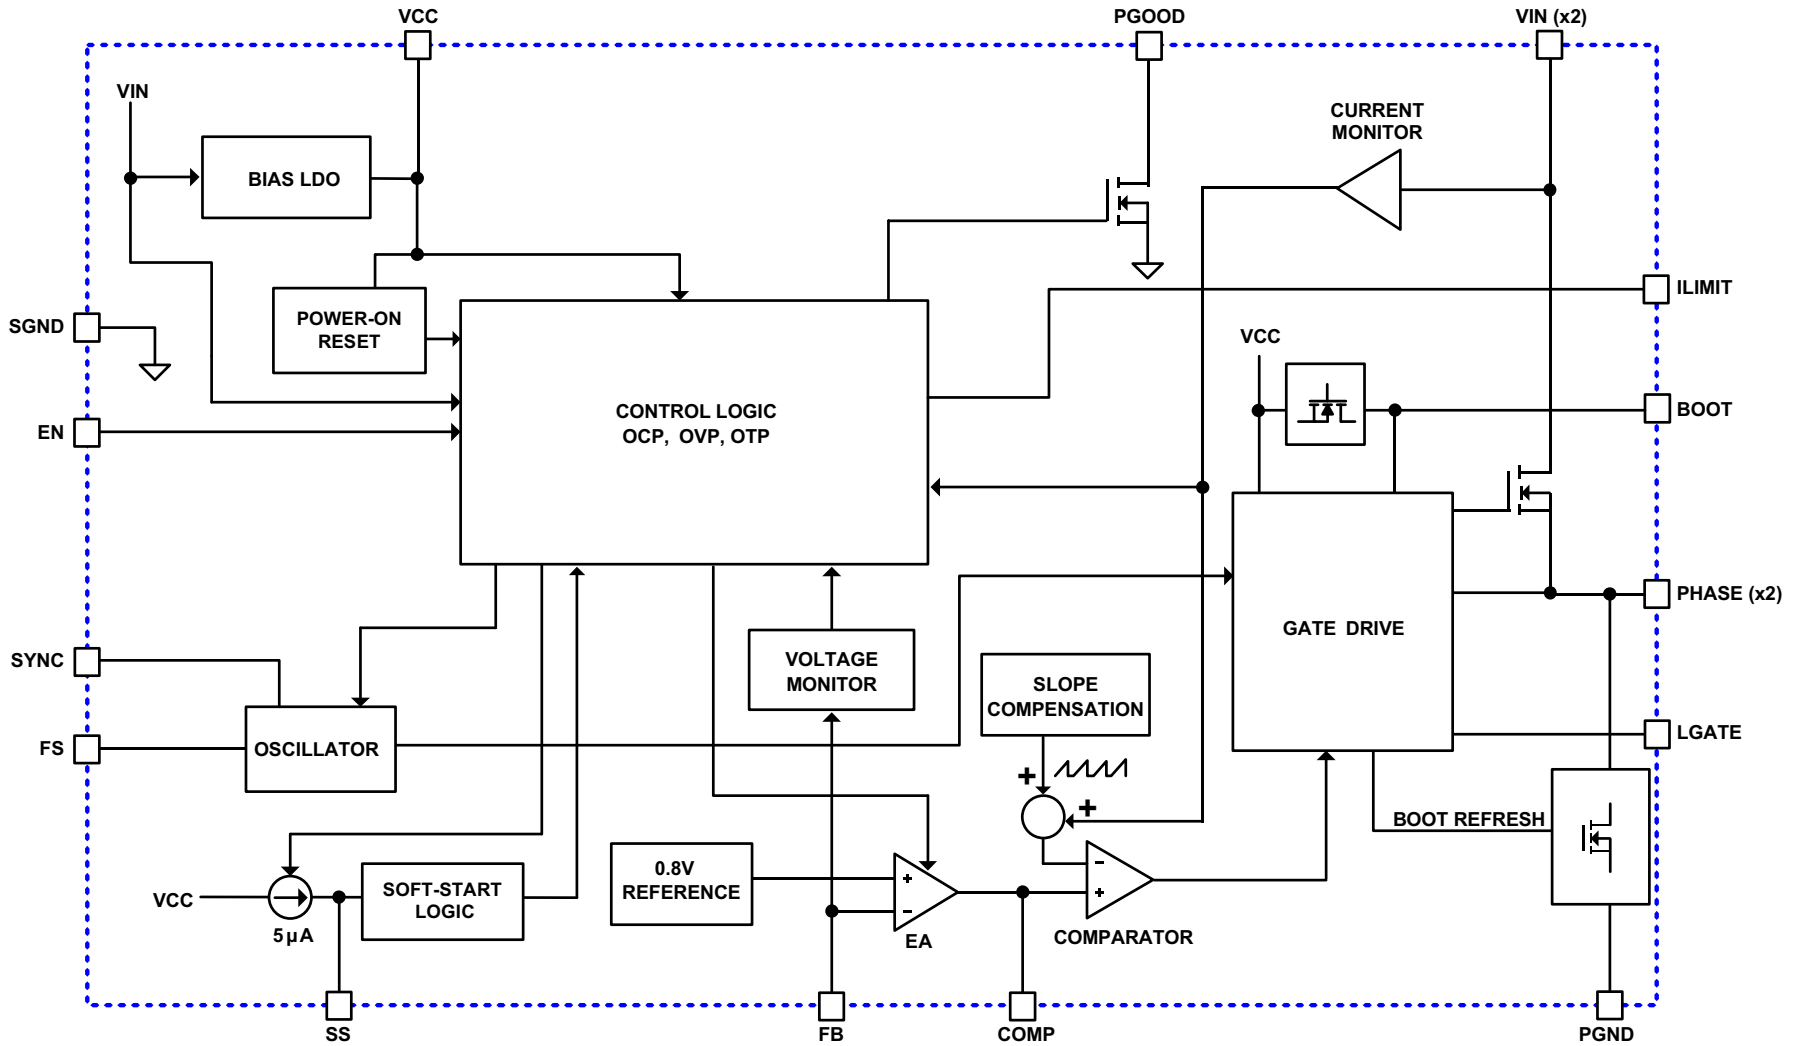 VCC
PGOOD
VIN (x2)
VIN
CURRENT
MONITOR
BIAS LDO
ILIMIT
SGND
POWER-ON
RESET
VCC
CONTROL LOGIC
OCP, OVP, OTP
BOOT
EN
PHASE (x2)
GATE DRIVE
SYNC
VOLTAGE
MONITOR
SLOPE
COMPENSATION
FS
OSCILLATOR
LGATE
+
+
BOOT REFRESH
0.8V
REFERENCE
+
−
EA
−
+
COMPARATOR
VCC
5µA
SOFT-START
LOGIC
SS
FB
COMP
PGND